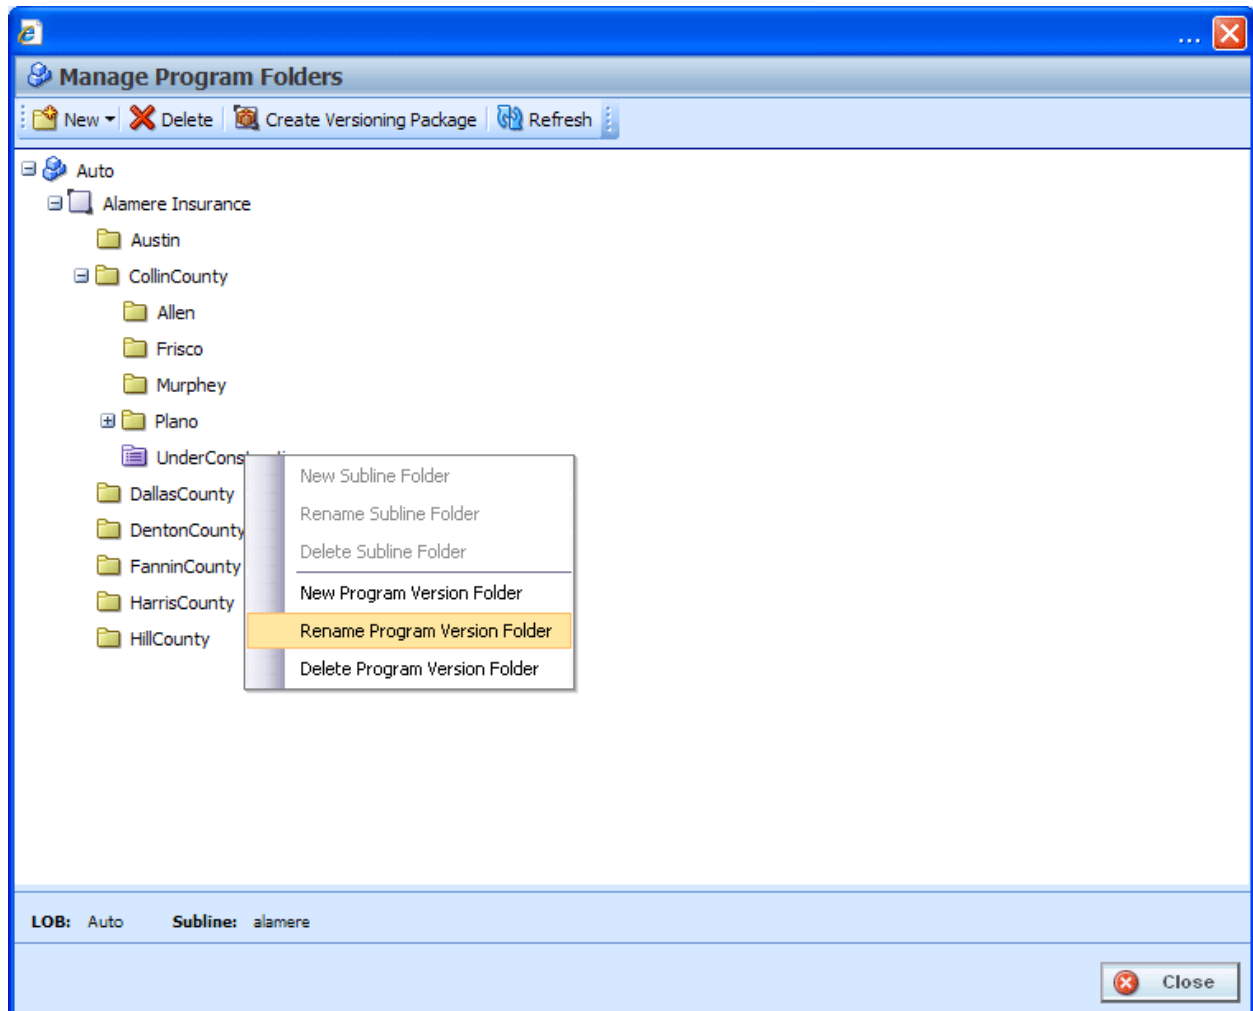 ...
Manage Program Folders
New Delete Create Versioning Package Refresh
Auto
Alamere Insurance
Austin
CollinCounty
Allen
Frisco
Murphey
Plano
New Subline Folder
Rename Subline Folder
Delete Subline Folder
New Program Version Folder
Rename Program Version Folder
Delete Program Version Folder
DallasCounty
DentonCounty
FanninCounty
HarrisCounty
HillCounty
LOB: Auto Subline: alamere
Close